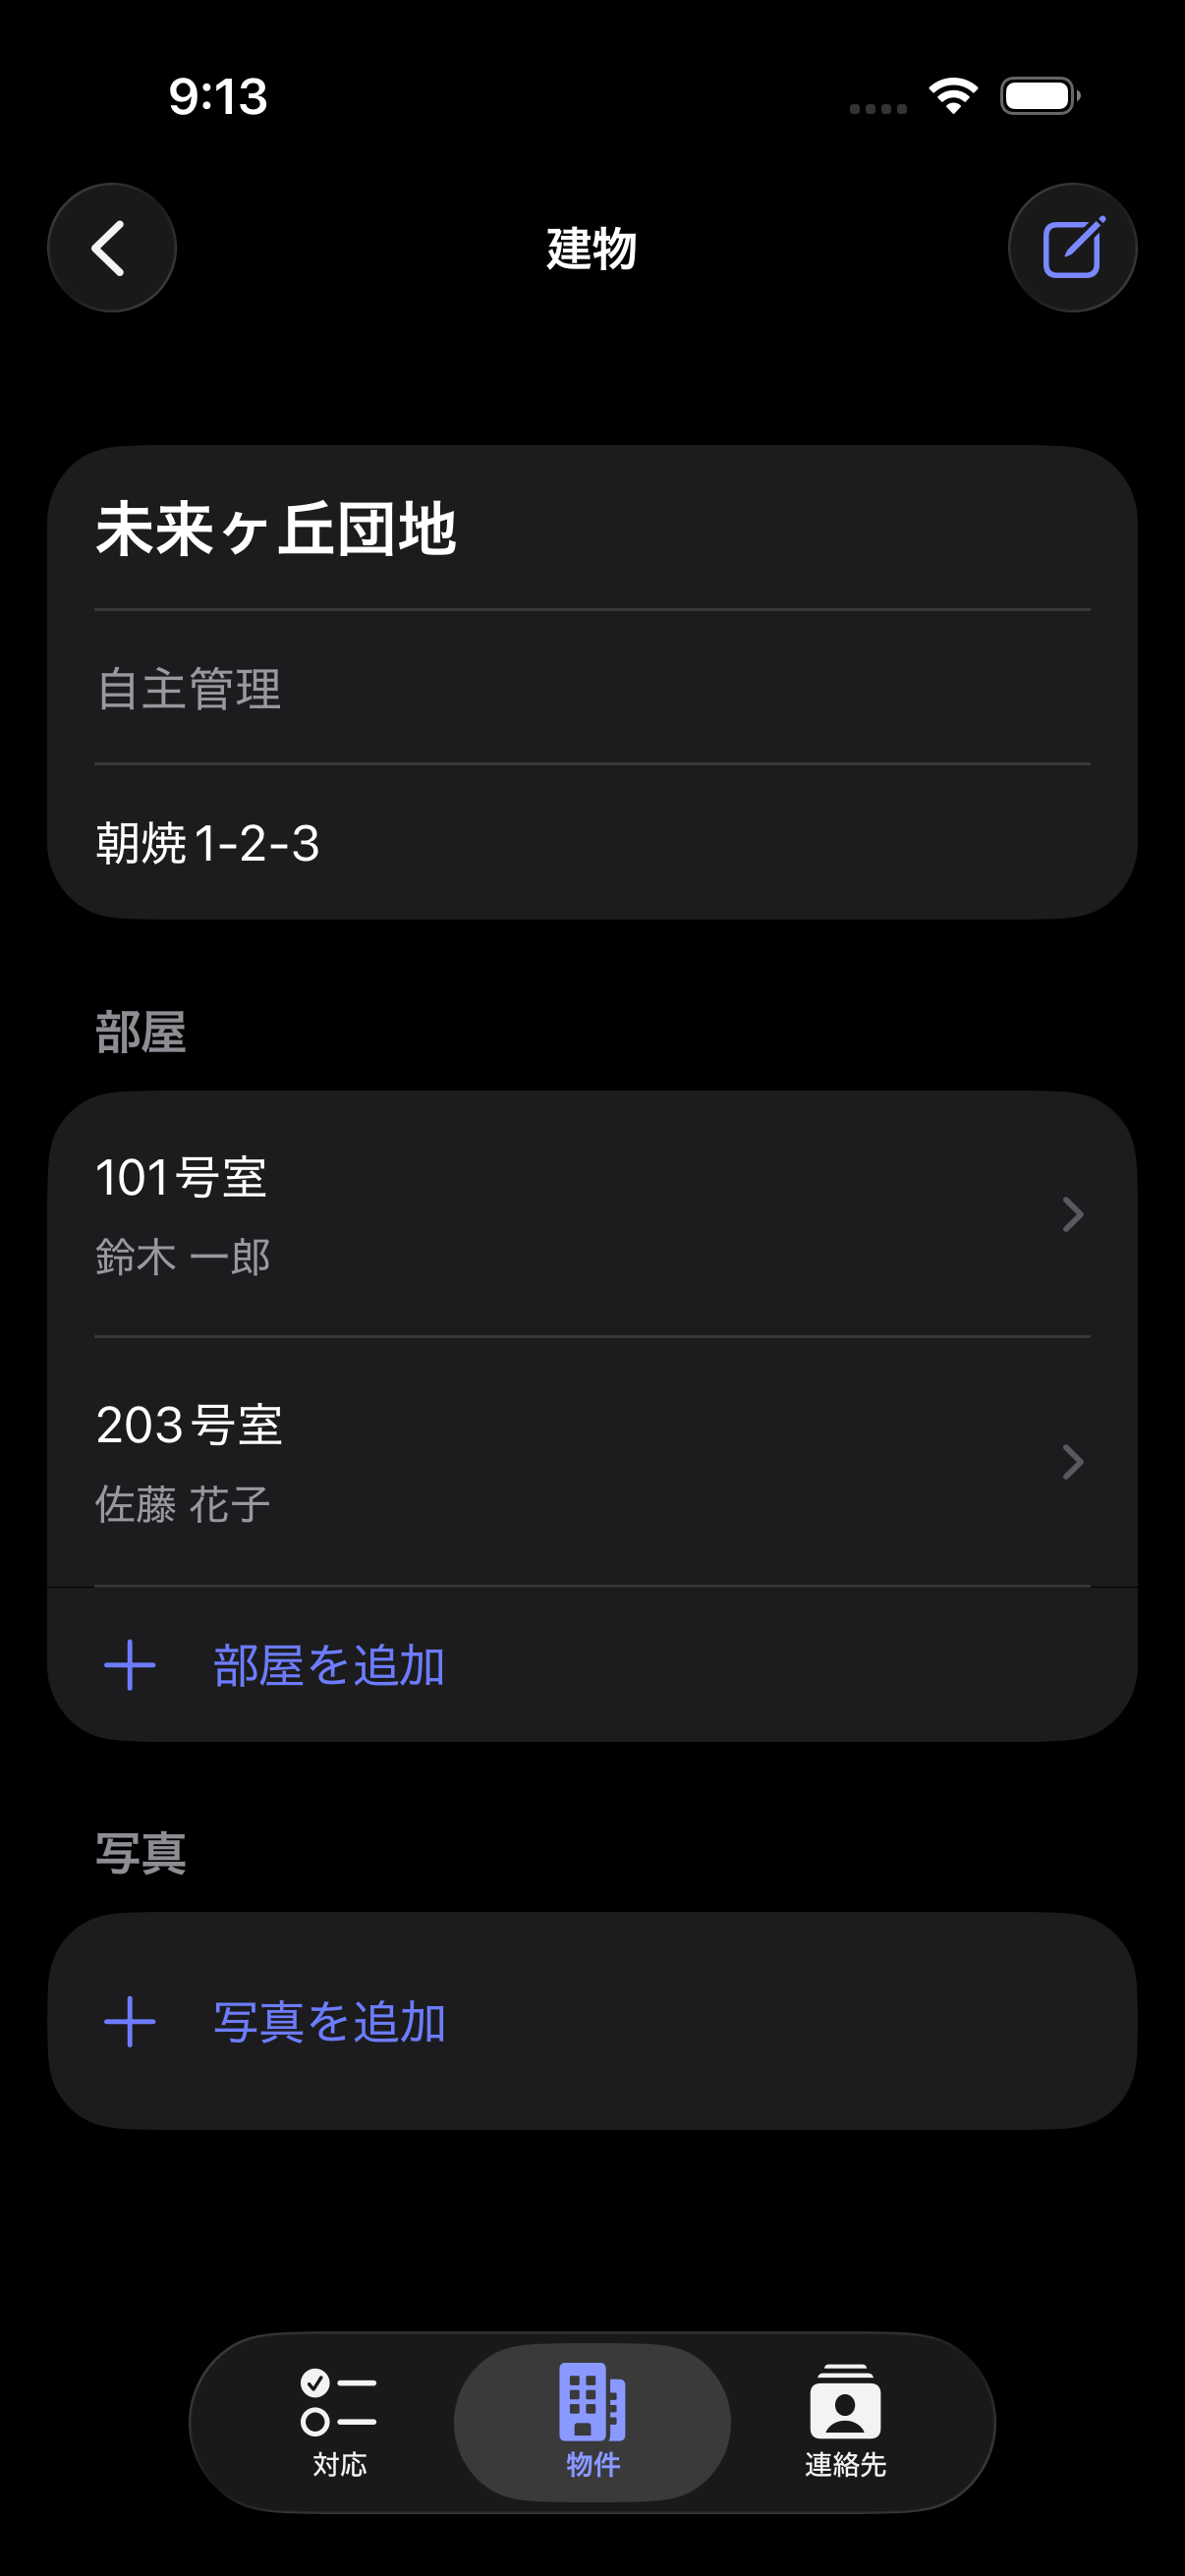 9:13
建物
未来ヶ丘団地
自主管理
朝焼1-2-3
部屋
101号室
鈴木 一郎
203号室
佐藤 花子
部屋を追加
写真
写真を追加
対応
物件
連絡先